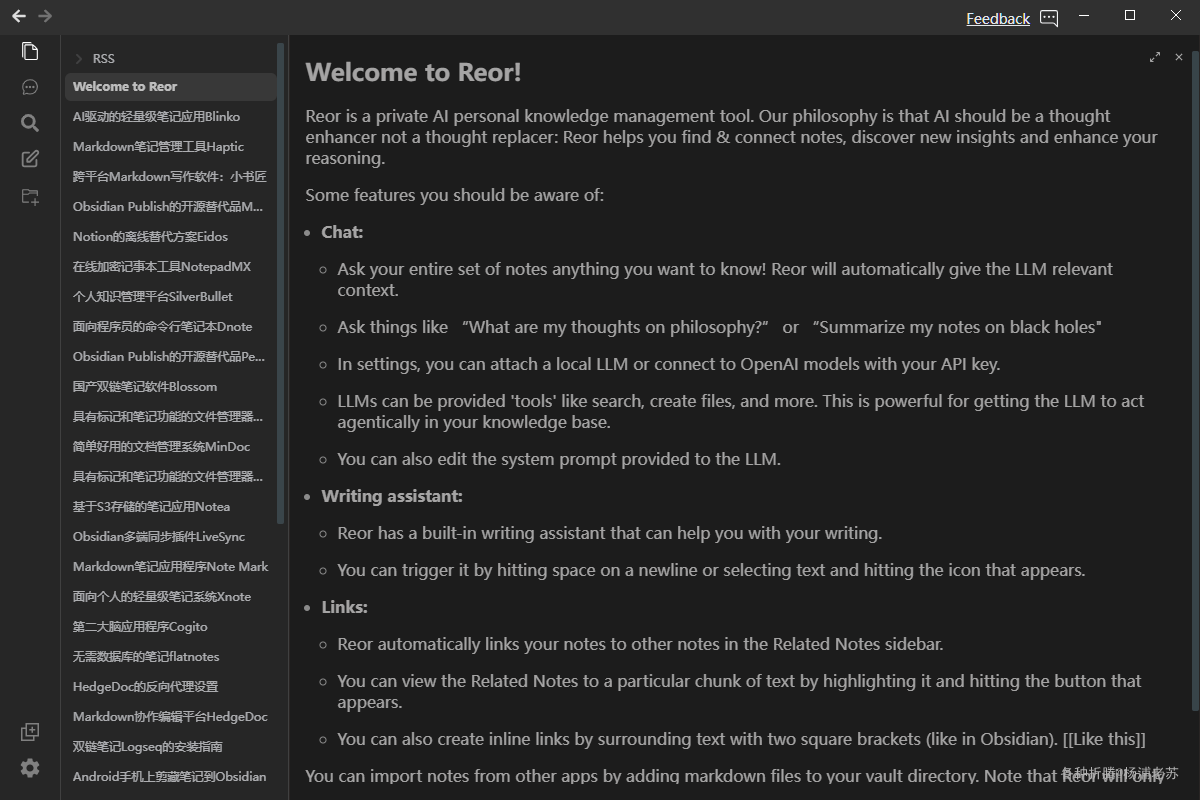 Feedback
RSS
Welcome to Reor
AI驱动的轻量级笔记应用Blinko
Markdown笔记管理工具Haptic
跨平台Markdown写作软件：小书匠
Obsidian Publish的开源替代品M...
Notion的离线替代方案Eidos
在线加密记事本工具NotepadMX
个人知识管理平台SilverBullet
面向程序员的命令行笔记本Dnote
Obsidian Publish的开源替代品Pe...
国产双链笔记软件Blossom
具有标记和笔记功能的文件管理器...
简单好用的文档管理系统MinDoc
具有标记和笔记功能的文件管理器...
基于S3存储的笔记应用Notea
Obsidian多端同步插件LiveSync
Markdown笔记应用程序Note Mark
面向个人的轻量级笔记系统Xnote
第二大脑应用程序Cogito
无需数据库的笔记flatnotes
HedgeDoc的反向代理设置
Markdown协作编辑平台HedgeDoc
双链笔记Logseq的安装指南
Android手机上剪藏笔记到Obsidian
Welcome to Reor!
Reor is a private AI personal knowledge management tool. Our philosophy is that AI should be a thought
enhancer not a thought replacer: Reor helps you find & connect notes, discover new insights and enhance your
reasoning.
Some features you should be aware of:
Chat:
Ask your entire set of notes anything you want to know! Reor will automatically give the LLM relevant
context.
Ask things like “What are my thoughts on philosophy?” or “Summarize my notes on black holes"
In settings, you can attach a local LLM or connect to OpenAI models with your API key.
LLMs can be provided 'tools' like search, create files, and more. This is powerful for getting the LLM to act
agentically in your knowledge base.
You can also edit the system prompt provided to the LLM.
Writing assistant:
Reor has a built-in writing assistant that can help you with your writing.
You can trigger it by hitting space on a newline or selecting text and hitting the icon that appears.
Links:
Reor automatically links your notes to other notes in the Related Notes sidebar.
You can view the Related Notes to a particular chunk of text by highlighting it and hitting the button that
appears.
You can also create inline links by surrounding text with two square brackets (like in Obsidian). [[Like this]]
You can import notes from other apps by adding markdown files to your vault directory. Note that Reor will only
各种折腾@杨浦老苏